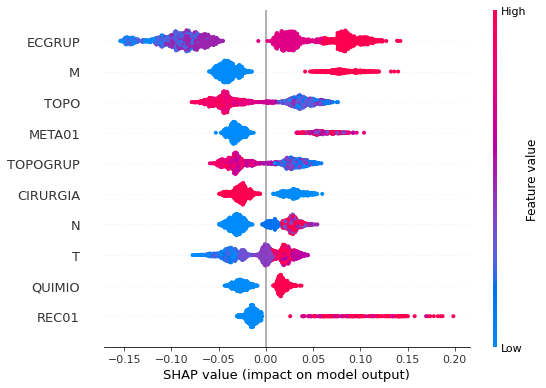 High
ECGRUP
M
TOPO
META01
TOPOGRUP
CIRURGIA
N
T
QUIMIO
REC01
Feature value
Low
−0.15 −0.10 −0.05 0.00 0.05 0.10 0.15 0.20
SHAP value (impact on model output)